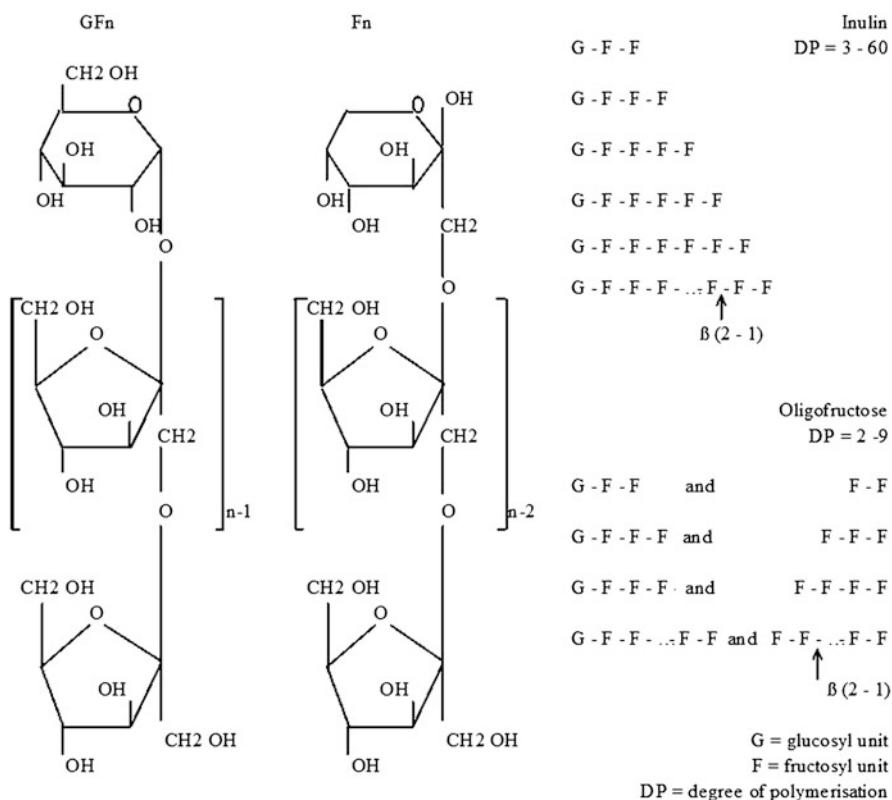 GFn
CH2 OH
O
OH
OH
OH
O
CH2 OH
O
OH
CH2
OH
O
n-1
CH2 OH
O
OH
CH2 OH
OH
Fn
O
OH
OH
OH
OH
CH2
O
CH2 OH
O
OH
CH2
OH
O
n-2
CH2 OH
O
OH
CH2 OH
OH
Inulin
DP = 3 - 60
G - F - F
G - F - F - F
G - F - F - F - F
G - F - F - F - F - F
G - F - F - F - F - F - F
G - F - F - F - ...- F - F - F
ß (2 - 1)
Oligofructose
DP = 2 -9
G - F - F and F - F
G - F - F - F and F - F - F
G - F - F - F - and F - F - F - F
G - F - F - ...- F - F and F - F - ...- F - F
ß (2 - 1)
G = glucosyl unit
F = fructosyl unit
DP = degree of polymerisation